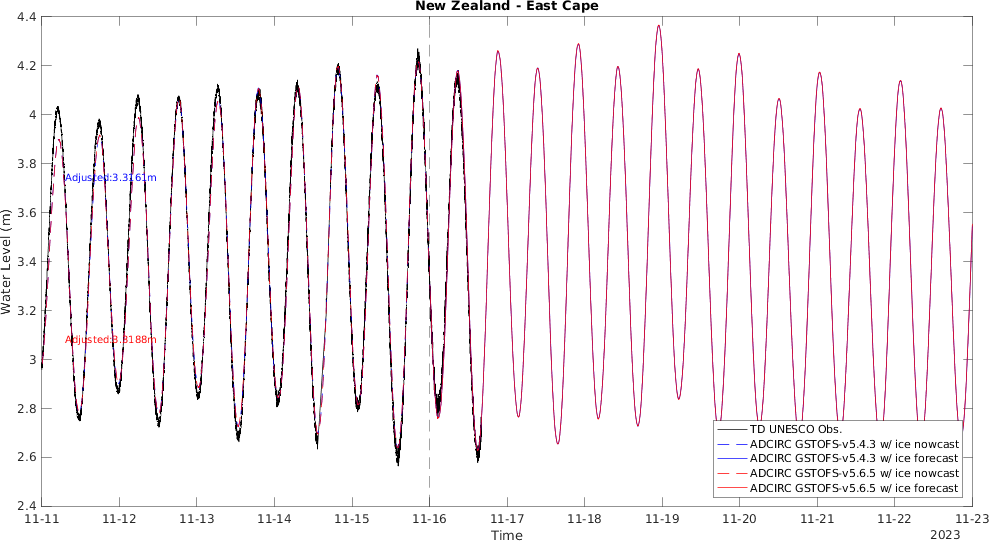 New Zealand - East Cape
4.4
4.2
4
3.8
3.6
3.4
3.2
3
2.8
2.6
2.4
Water Level (m)
Adjusted:3.3161m
Adjusted:3.3188m
TD UNESCO Obs.
ADCIRC GSTOFS-v5.4.3 w/ ice nowcast
ADCIRC GSTOFS-v5.4.3 w/ ice forecast
ADCIRC GSTOFS-v5.6.5 w/ ice nowcast
ADCIRC GSTOFS-v5.6.5 w/ ice forecast
11-11 11-12 11-13 11-14 11-15 11-16 11-17 11-18 11-19 11-20 11-21 11-22 11-23
Time
2023